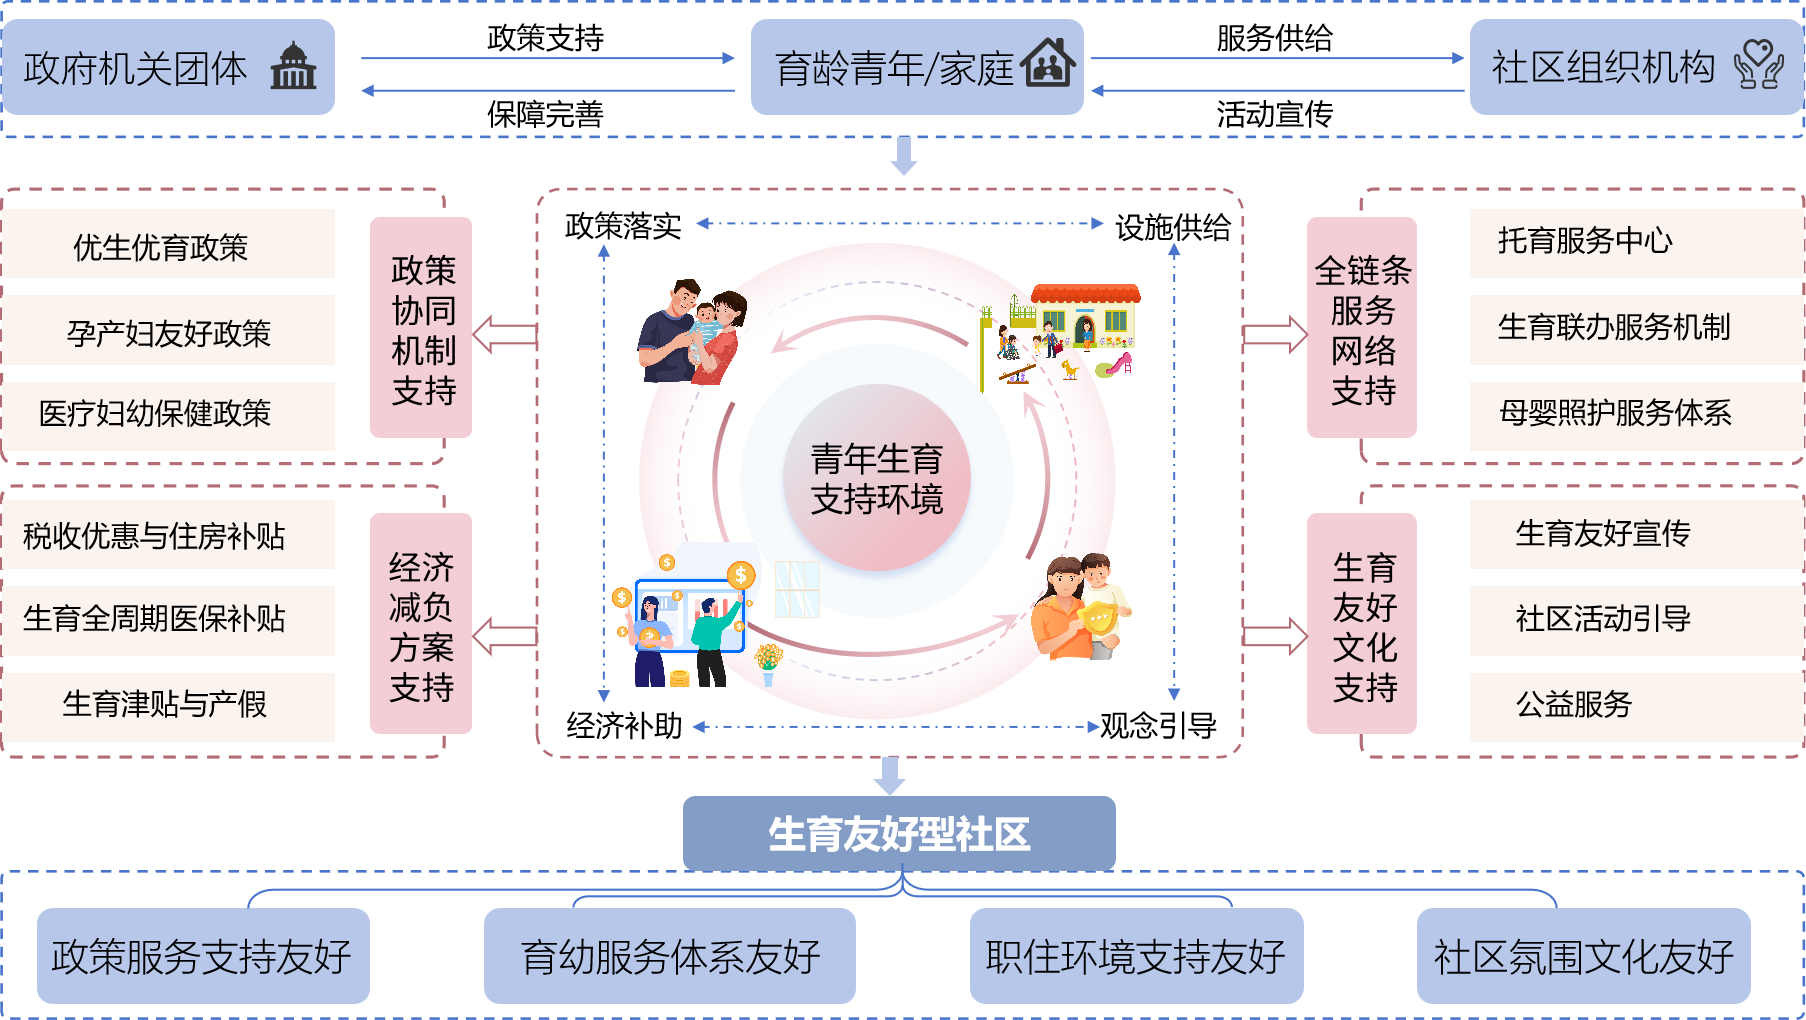 政府机关团体
政策支持
保障完善
育龄青年/家庭
服务供给
活动宣传
社区组织机构
优生优育政策
孕产妇友好政策
医疗妇幼保健政策
政策
协同
机制
支持
税收优惠与住房补贴
生育全周期医保补贴
生育津贴与产假
经济
减负
方案
支持
政策落实
设施供给
青年生育
支持环境
经济补助
观念引导
全链条
服务
网络
支持
托育服务中心
生育联办服务机制
母婴照护服务体系
生育
友好
文化
支持
生育友好宣传
社区活动引导
公益服务
生育友好型社区
政策服务支持友好
育幼服务体系友好
职住环境支持友好
社区氛围文化友好